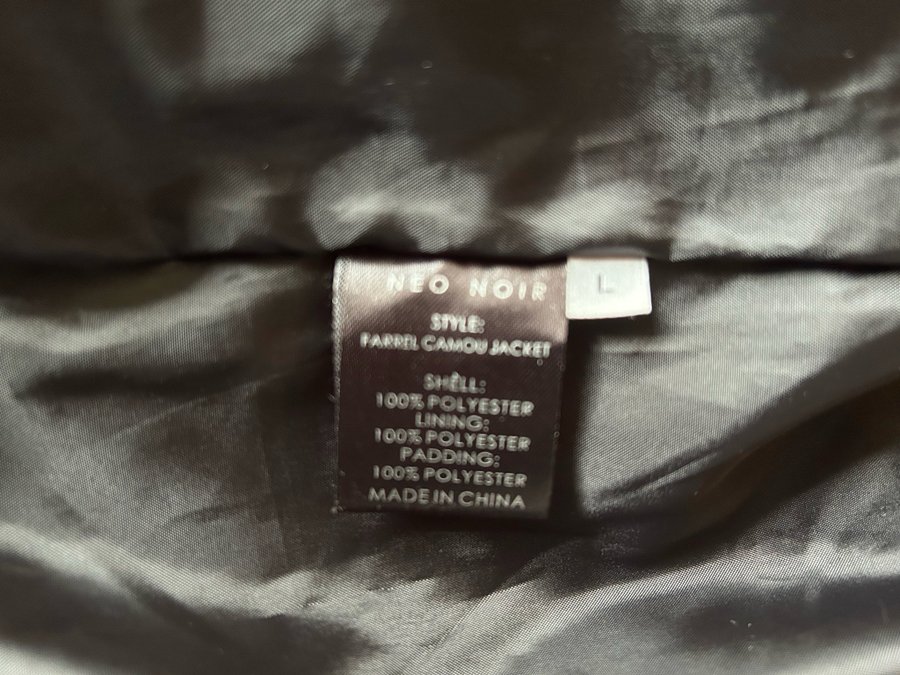 NEO NOIR
L
STYLE:
FARREL CAMOU JACKET
SHELL:
100% POLYESTER
LINING:
100% POLYESTER
PADDING:
100% POLYESTER
MADE IN CHINA